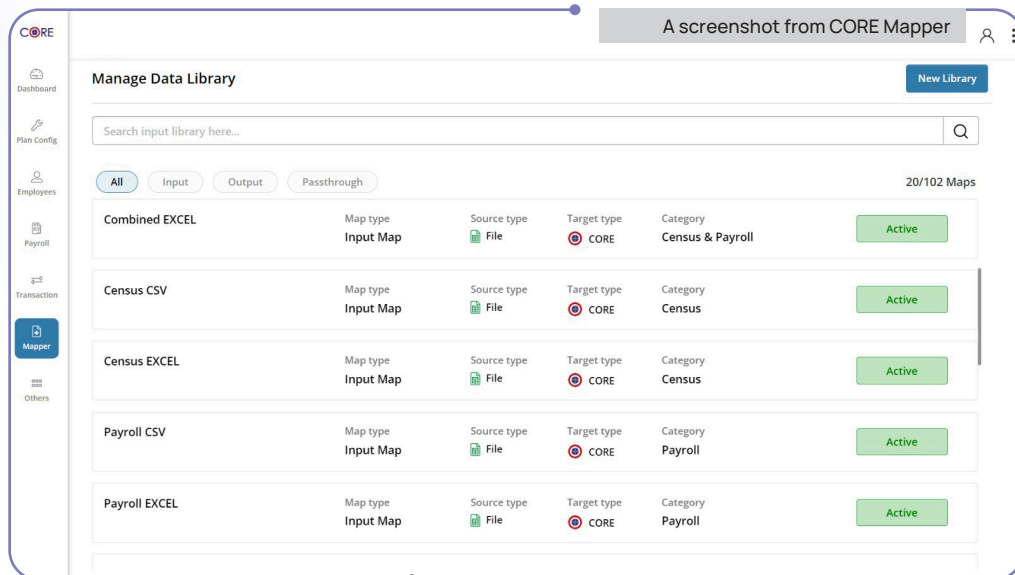 A screenshot from CORE Mapper
CORE
Dashboard
Plan Config
Employees
Payroll
Transaction
Mapper
Others
Manage Data Library
New Library
Search input library here...
All Input Output Passthrough 20/102 Maps
Combined EXCEL Map type Source type Target type Category Active
Input Map File CORE Census & Payroll
Census CSV Map type Source type Target type Category Active
Input Map File CORE Census
Census EXCEL Map type Source type Target type Category Active
Input Map File CORE Census
Payroll CSV Map type Source type Target type Category Active
Input Map File CORE Payroll
Payroll EXCEL Map type Source type Target type Category Active
Input Map File CORE Payroll